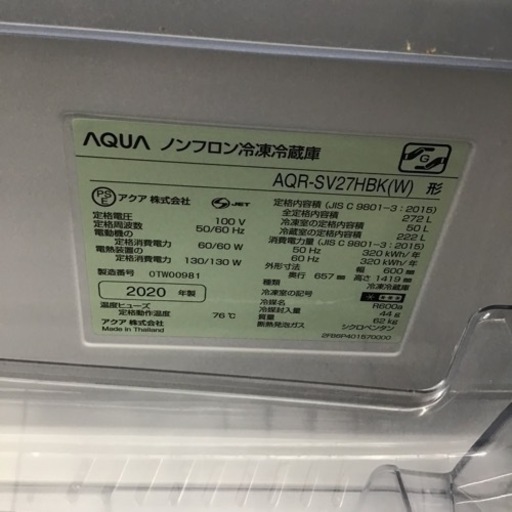 AQUA ノンフロン冷凍冷蔵庫
AQR-SV27HBK(W) 形
PSE アクア 株式会社 JET
定格電圧 100 V
定格周波数 50/60 Hz
電動機の
定格消費電力 60/60 W
電熱装置の
定格消費電力 130/130 W
製造番号 0TW00981
2020 年製
温度ヒューズ
定格動作温度 76℃
アクア 株式会社
Made in Thailand
G
定格内容積 (JIS C 9801-3:2015)
全定格内容積 272 L
冷凍室の定格内容積 50 L
冷蔵室の定格内容積 222 L
消費電力量 (JIS C 9801-3:2015)
50 Hz 320 kWh/年
60 Hz 320 kWh/年
外形寸法 幅 600 mm
奥行 657 mm 高さ 1419 mm
種類
冷凍室の記号
冷媒名 R600a
冷媒封入量 44 g
質量 62 kg
断熱発泡ガス シクロペンタン
2FB6P401570000